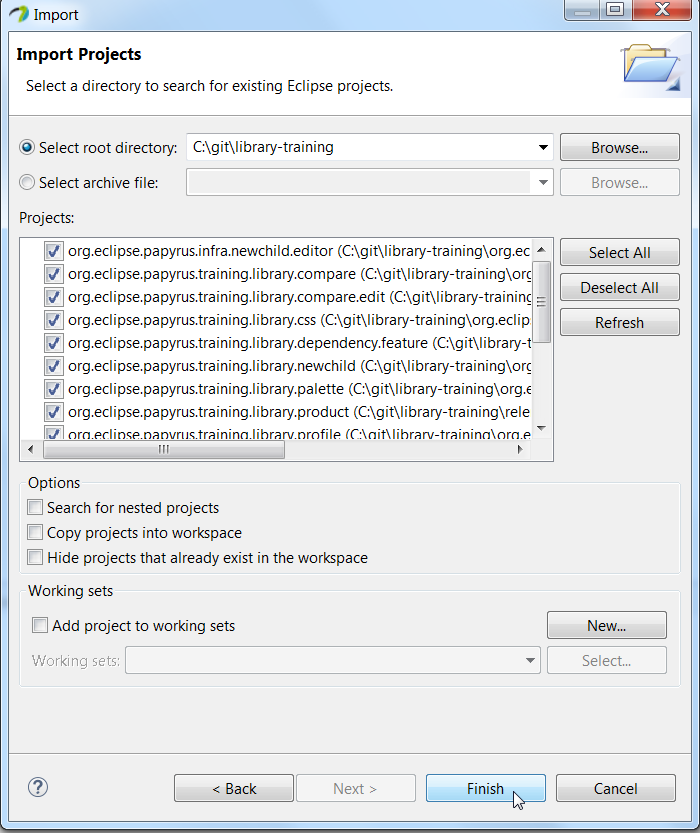 Import
Import Projects
Select a directory to search for existing Eclipse projects.
Select root directory: C:\git\library-training Browse...
Select archive file: Browse...
Projects:
org.eclipse.papyrus.infra.newchild.editor (C:\git\library-training\org.ec
org.eclipse.papyrus.training.library.compare (C:\git\library-training\org
org.eclipse.papyrus.training.library.compare.edit (C:\git\library-training
org.eclipse.papyrus.training.library.css (C:\git\library-training\org.eclip
org.eclipse.papyrus.training.library.dependency.feature (C:\git\library-t
org.eclipse.papyrus.training.library.newchild (C:\git\library-training\org
org.eclipse.papyrus.training.library.palette (C:\git\library-training\org.e
org.eclipse.papyrus.training.library.product (C:\git\library-training\rele
org.eclipse.papyrus.training.library.profile (C:\git\library-training\org.e
Select All
Deselect All
Refresh
Options
Search for nested projects
Copy projects into workspace
Hide projects that already exist in the workspace
Working sets
Add project to working sets New...
Working sets: Select...
? < Back Next > Finish Cancel